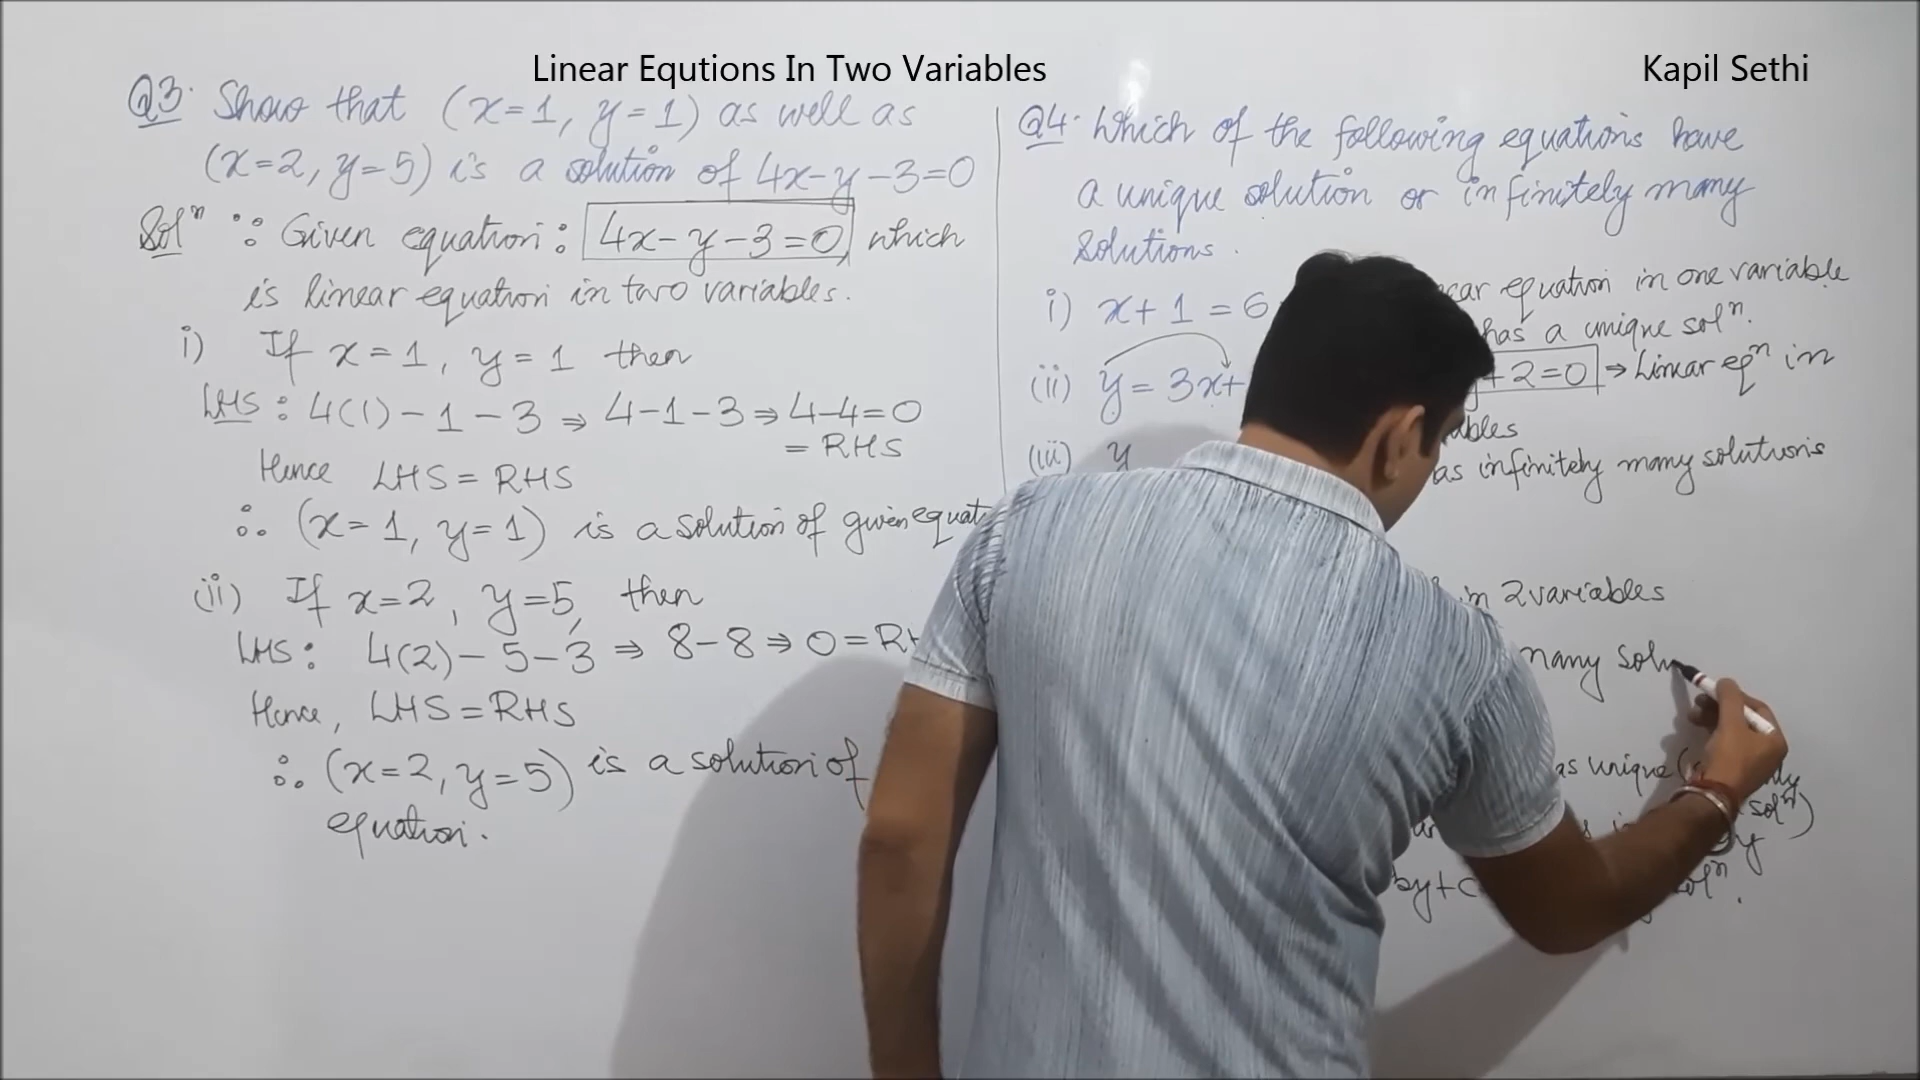 Linear Equtions In Two Variables
Kapil Sethi
Q3. Show that (x=1, y=1) as well as
(x=2, y=5) is a solution of 4x-y-3=0
Solⁿ ∵ Given equation: 4x-y-3=0, which
is linear equation in two variables.
i) If x=1, y=1 then
LHS: 4(1)-1-3 ⇒ 4-1-3 ⇒ 4-4=0
= RHS
Hence LHS = RHS
∴ (x=1, y=1) is a solution of given equat
(ii) If x=2, y=5, then
LHS: 4(2)-5-3 ⇒ 8-8 ⇒ 0=RH
Hence, LHS=RHS
∴ (x=2, y=5) is a solution of
equation.
Q4. Which of the following equations have
a unique solution or infinitely many
solutions.
equation in one variable
i) x+1=6
has a unique solⁿ.
(ii) y=3x+ +2=0 → Linear eqⁿ in
(iii) y
infinitely many solutions
in 2 variables
many
unique
solⁿ)
by+c